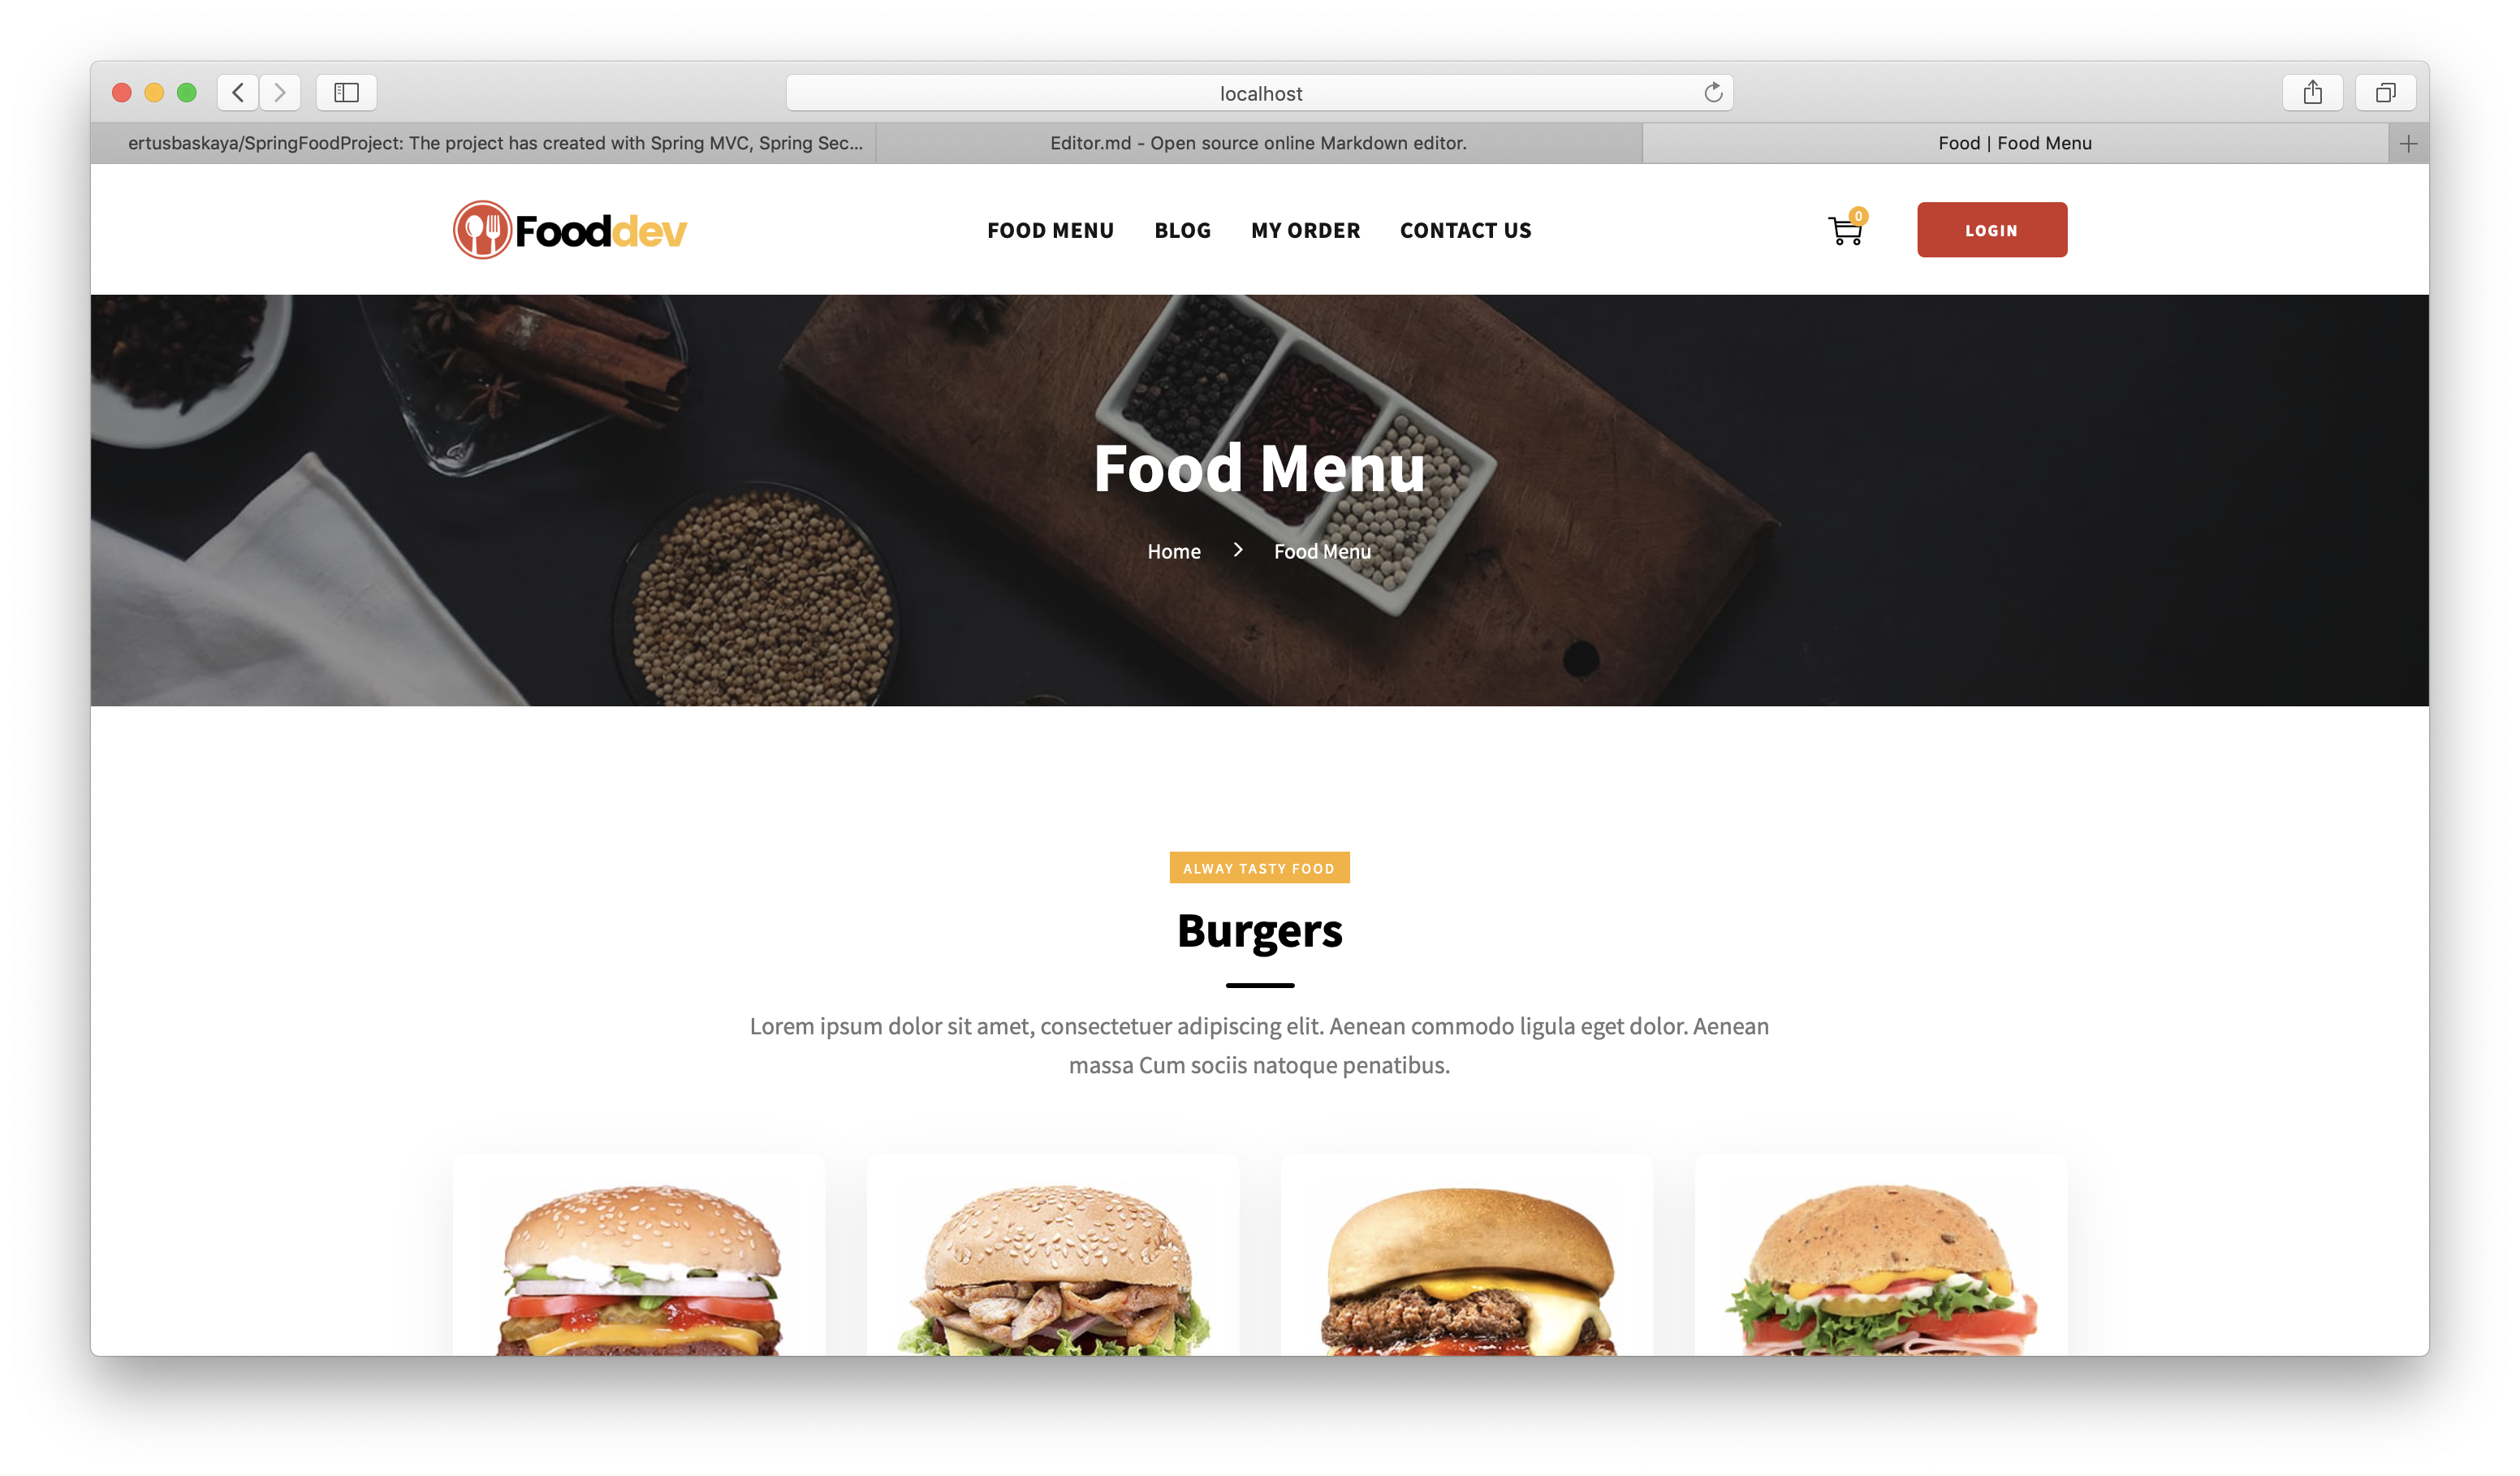 localhost
ertusbaskaya/SpringFoodProject: The project has created with Spring MVC, Spring Sec...
Editor.md - Open source online Markdown editor.
Food | Food Menu
Fooddev
FOOD MENU
BLOG
MY ORDER
CONTACT US
0
LOGIN
Food Menu
Home
Food Menu
ALWAY TASTY FOOD
Burgers
Lorem ipsum dolor sit amet, consectetuer adipiscing elit. Aenean commodo ligula eget dolor. Aenean
massa Cum sociis natoque penatibus.